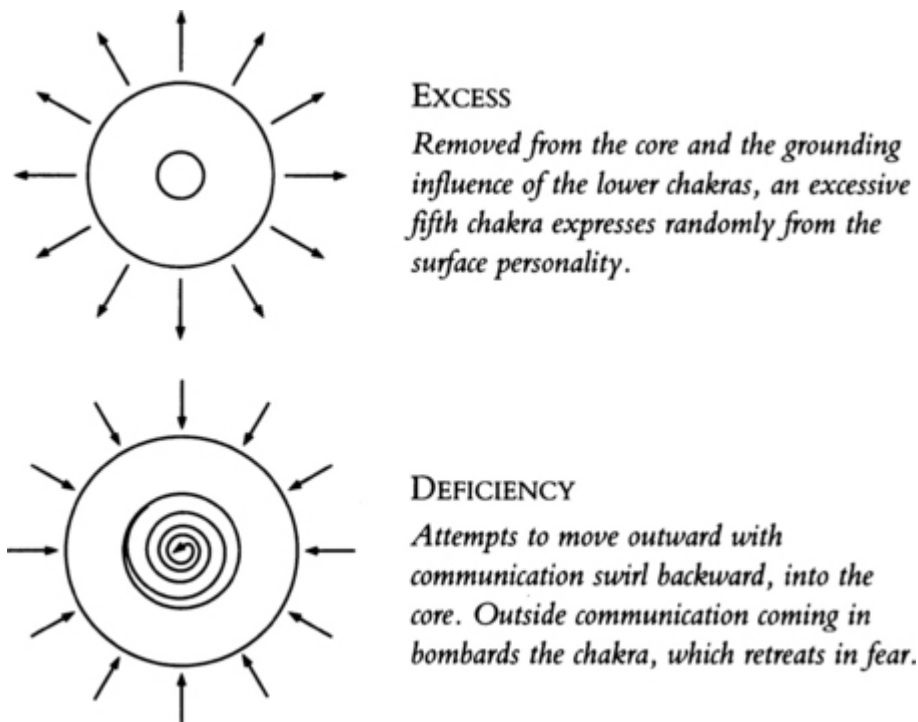 EXCESS
Removed from the core and the grounding
influence of the lower chakras, an excessive
fifth chakra expresses randomly from the
surface personality.
DEFICIENCY
Attempts to move outward with
communication swirl backward, into the
core. Outside communication coming in
bombards the chakra, which retreats in fear.